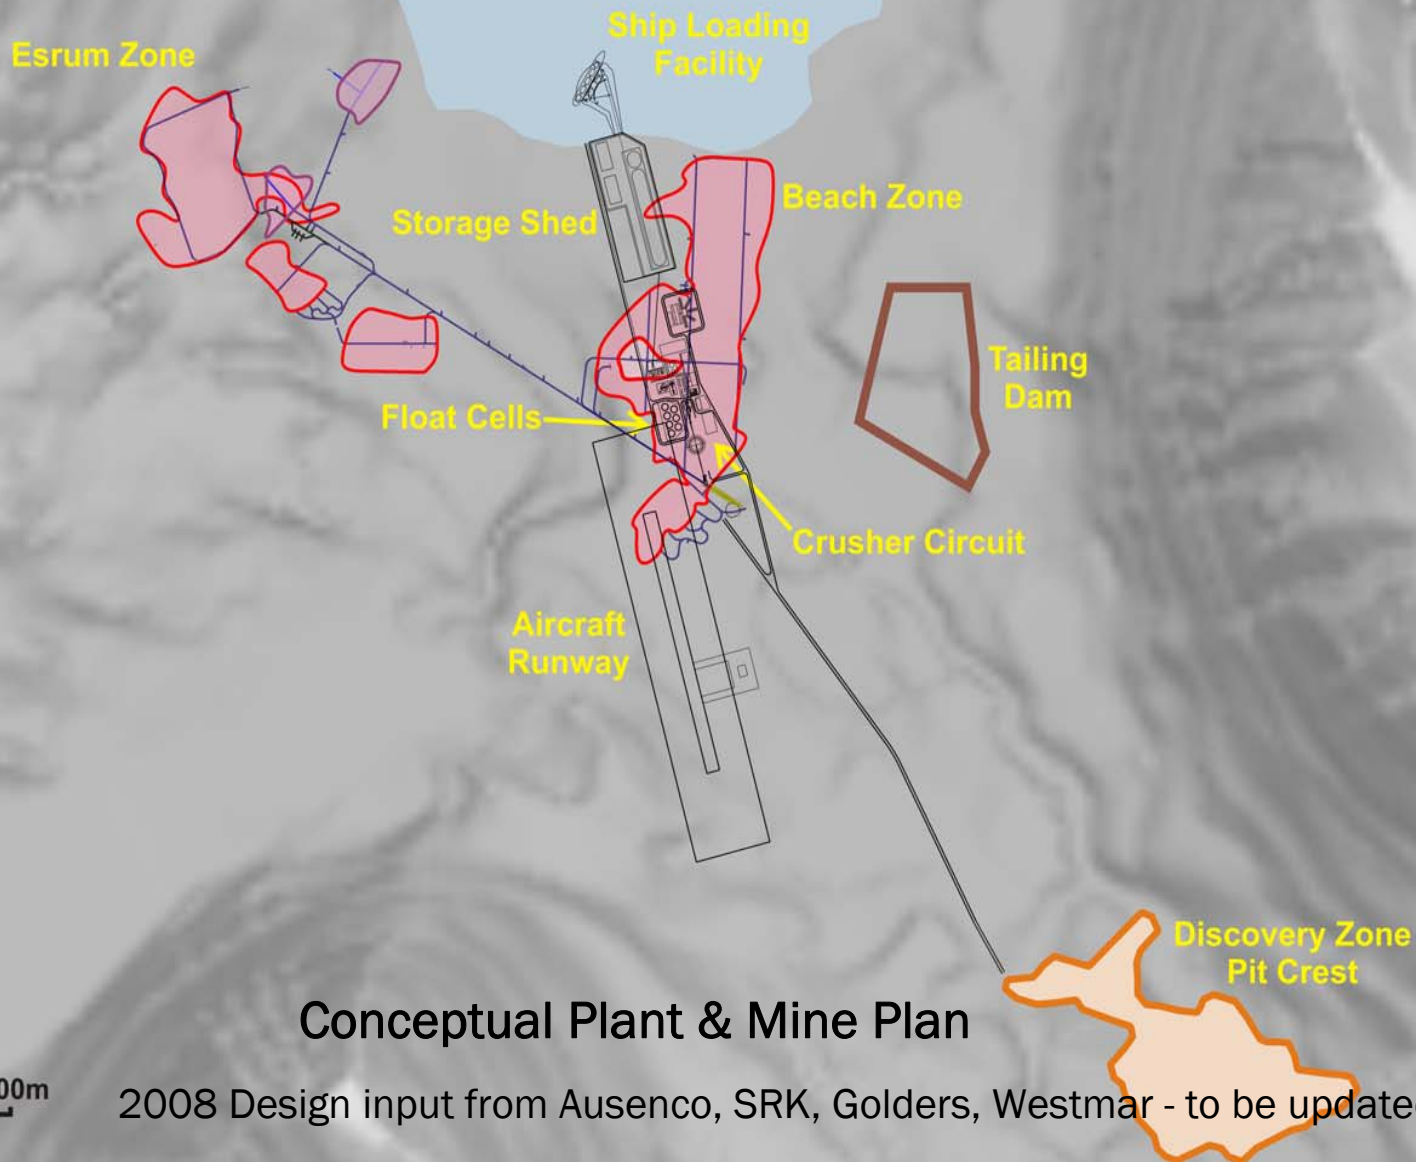 Ship Loading
Facility
Esrum Zone
Beach Zone
Storage Shed
Tailing
Dam
Float Cells
Crusher Circuit
Aircraft
Runway
Discovery Zone
Pit Crest
Conceptual Plant & Mine Plan
00m
2008 Design input from Ausenco, SRK, Golders, Westmar - to be update